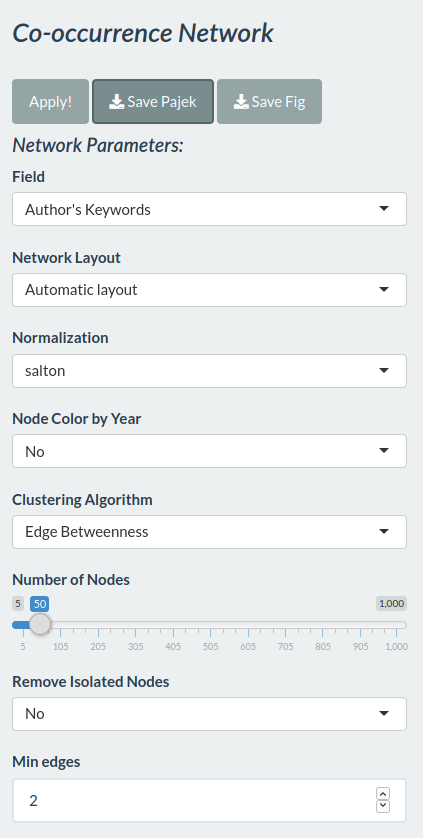 Co-occurrence Network
Apply! Save Pajek Save Fig
Network Parameters:
Field
Author's Keywords
Network Layout
Automatic layout
Normalization
salton
Node Color by Year
No
Clustering Algorithm
Edge Betweenness
Number of Nodes
5 50 1,000
5 105 205 305 405 505 605 705 805 905 1,000
Remove Isolated Nodes
No
Min edges
2